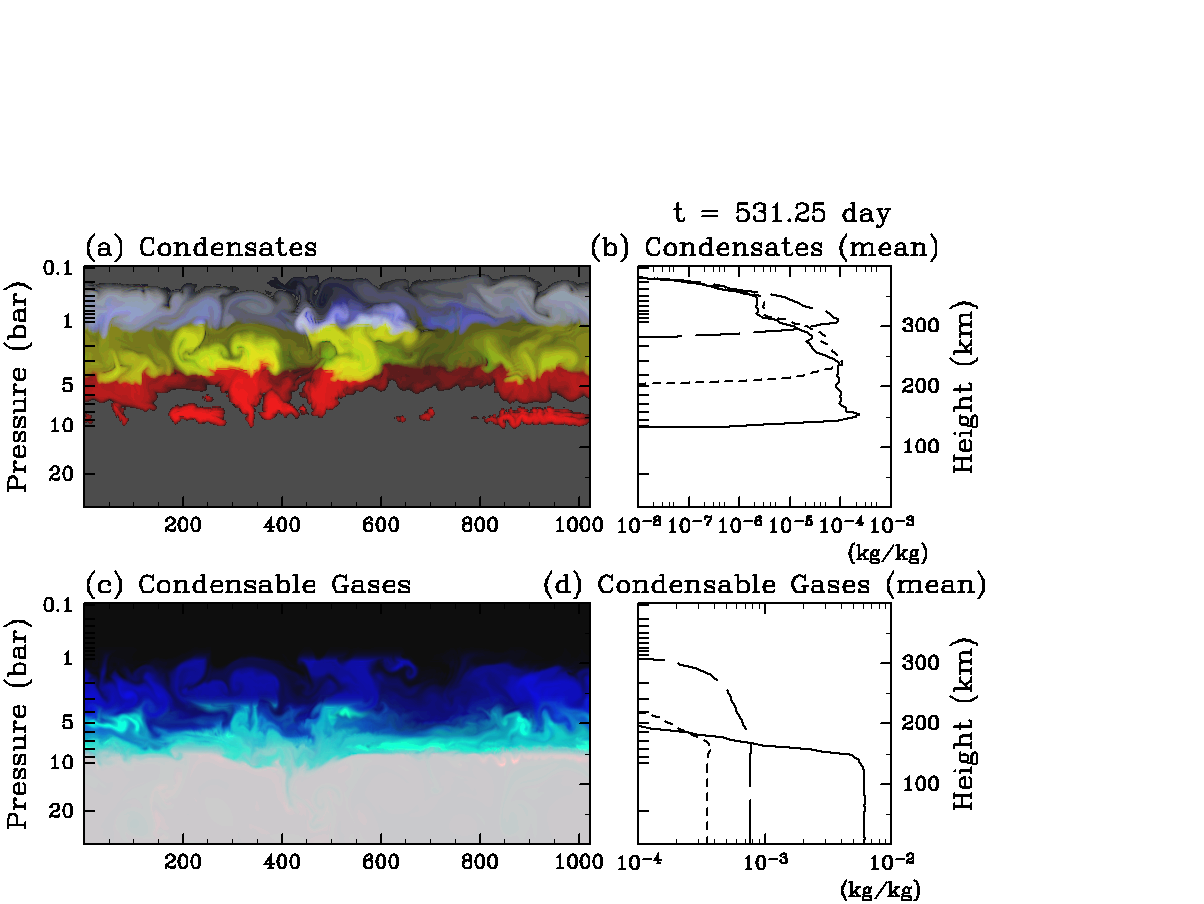 t = 531.25 day
(a) Condensates
(b) Condensates (mean)
Pressure (bar)
0.1
1
5
10
20
200 400 600 800 1000
300
200
100
Height (km)
10-8 10-7 10-6 10-5 10-4 10-3
(kg/kg)
(c) Condensable Gases
(d) Condensable Gases (mean)
Pressure (bar)
0.1
1
5
10
20
200 400 600 800 1000
300
200
100
Height (km)
10-4 10-3 10-2
(kg/kg)